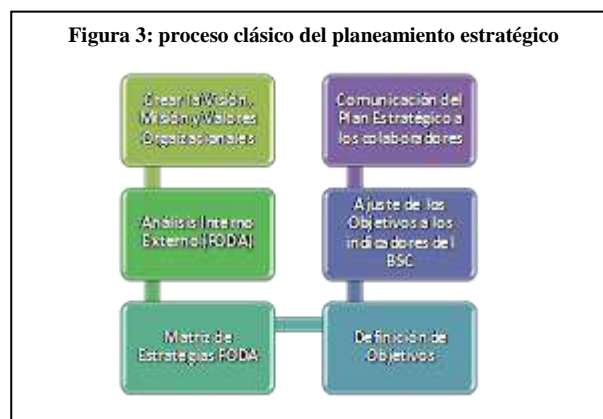 Figura 3: proceso clásico del planeamiento estratégico
Crear la Visión,
Misión y Valores
Orgaizacionales
Análisis Interno
Externo (FODA)
Matriz de
Estrategias FODA
Definición de
Objetivos
Ajuste de los
Objetivos a los
indicadores del
BSC
Comunicación del
Plan Estratégico a
los colaboradores